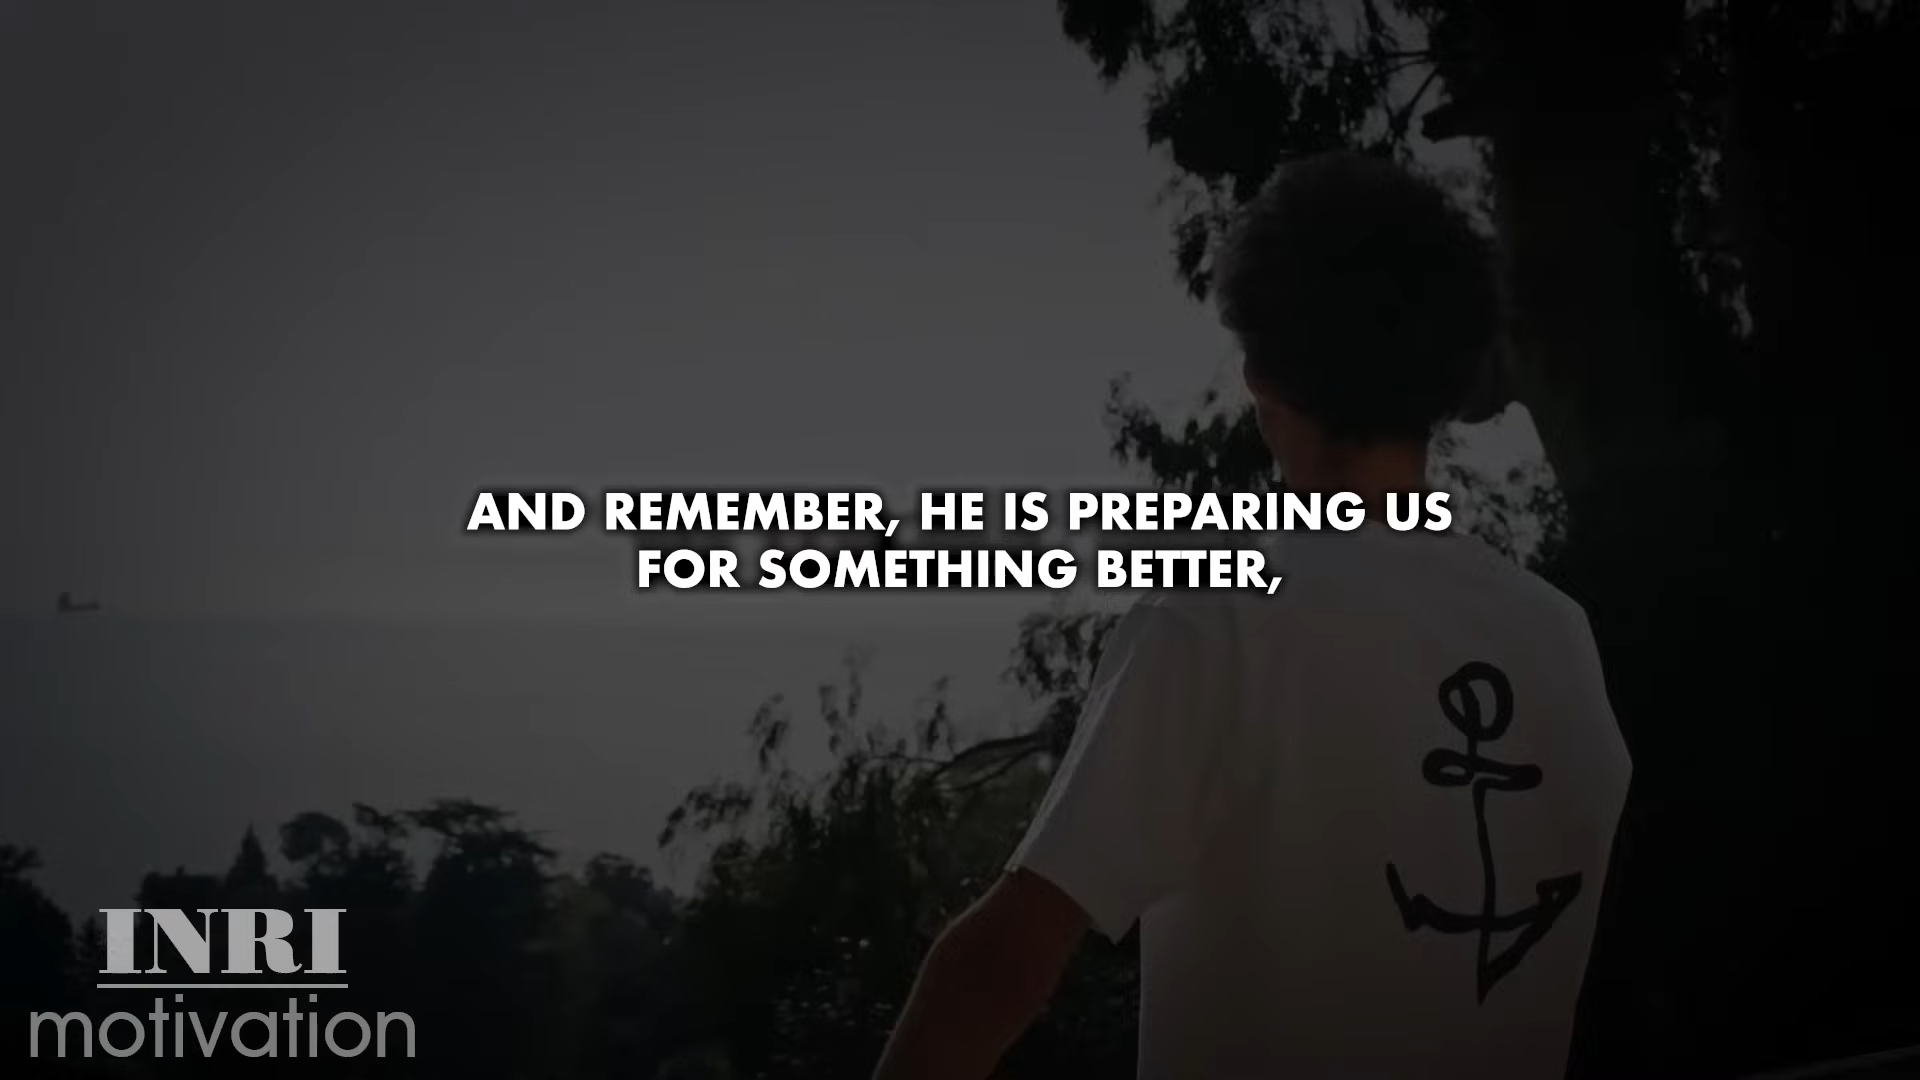 AND REMEMBER, HE IS PREPARING US
FOR SOMETHING BETTER,
INRI
motivation